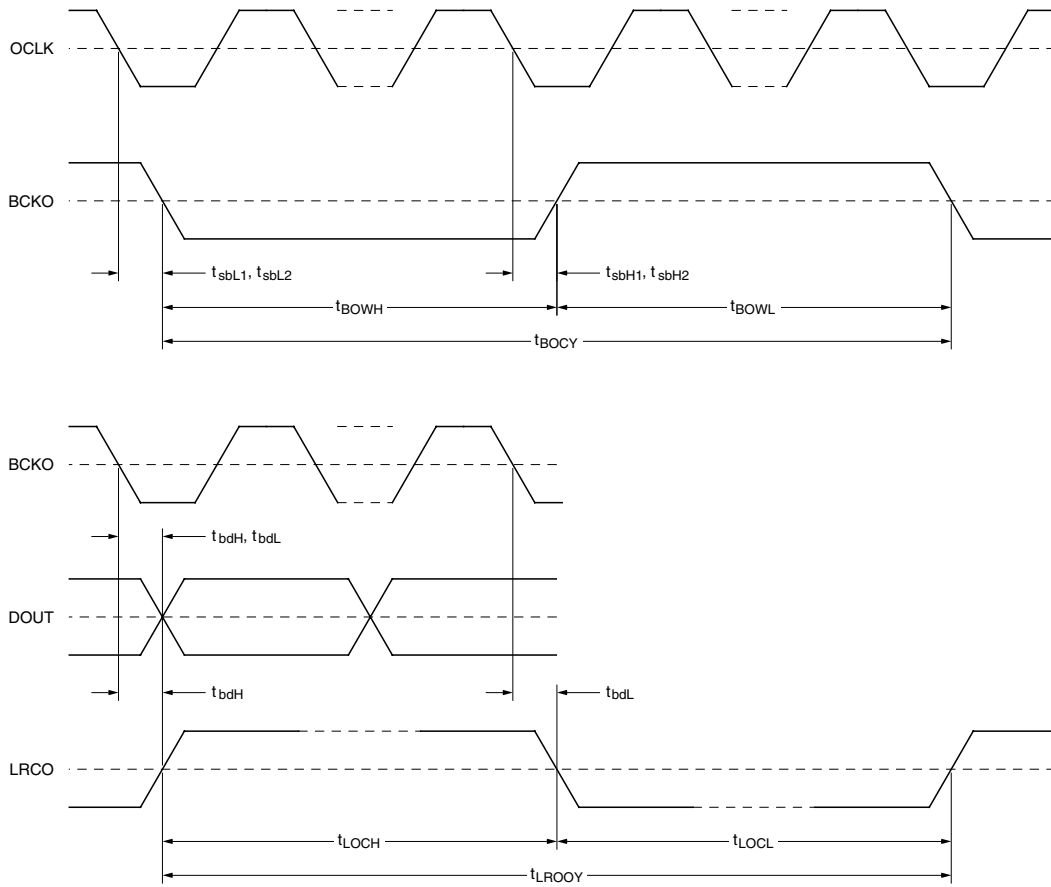 OCLK
BCKO
tsbL1, tsbL2
tsbH1, tsbH2
tBOWH
tBOWL
tBOCY
BCKO
tbdH, tbdL
DOUT
tbdH
tbdL
LRCO
tLOCH
tLOCL
tLROOY